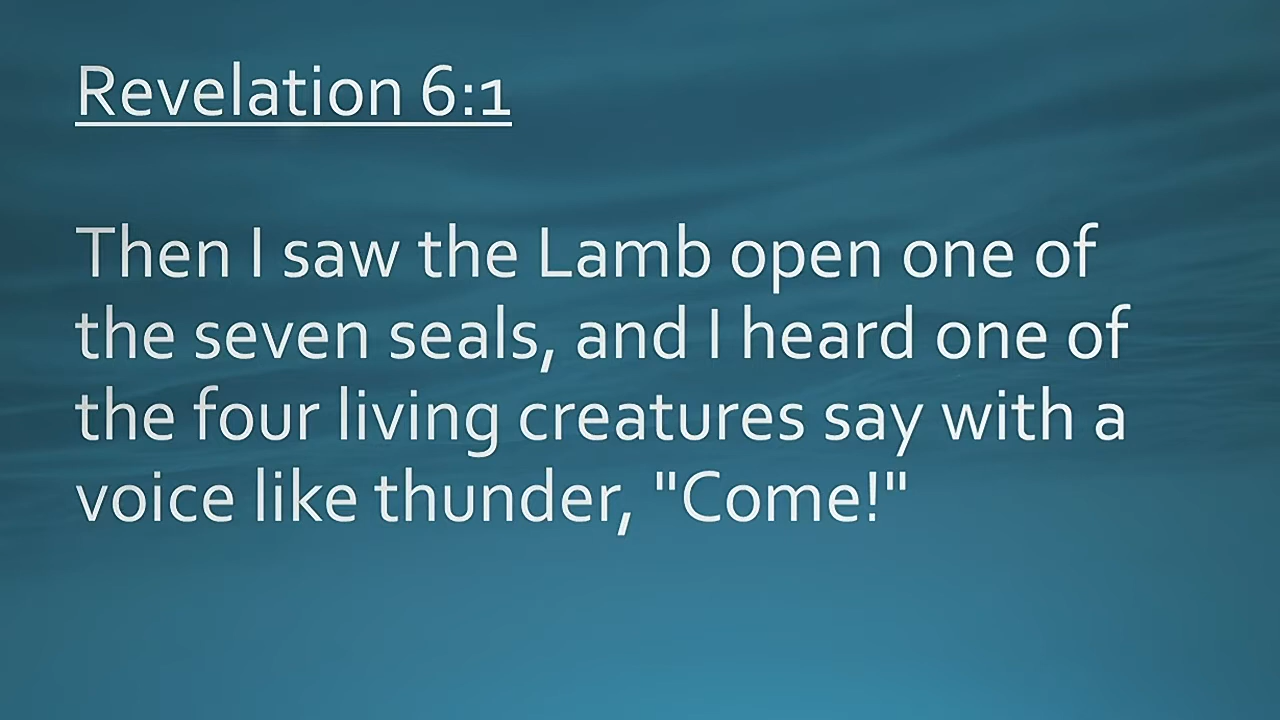 Revelation 6:1
Then I saw the Lamb open one of
the seven seals, and I heard one of
the four living creatures say with a
voice like thunder, "Come!"